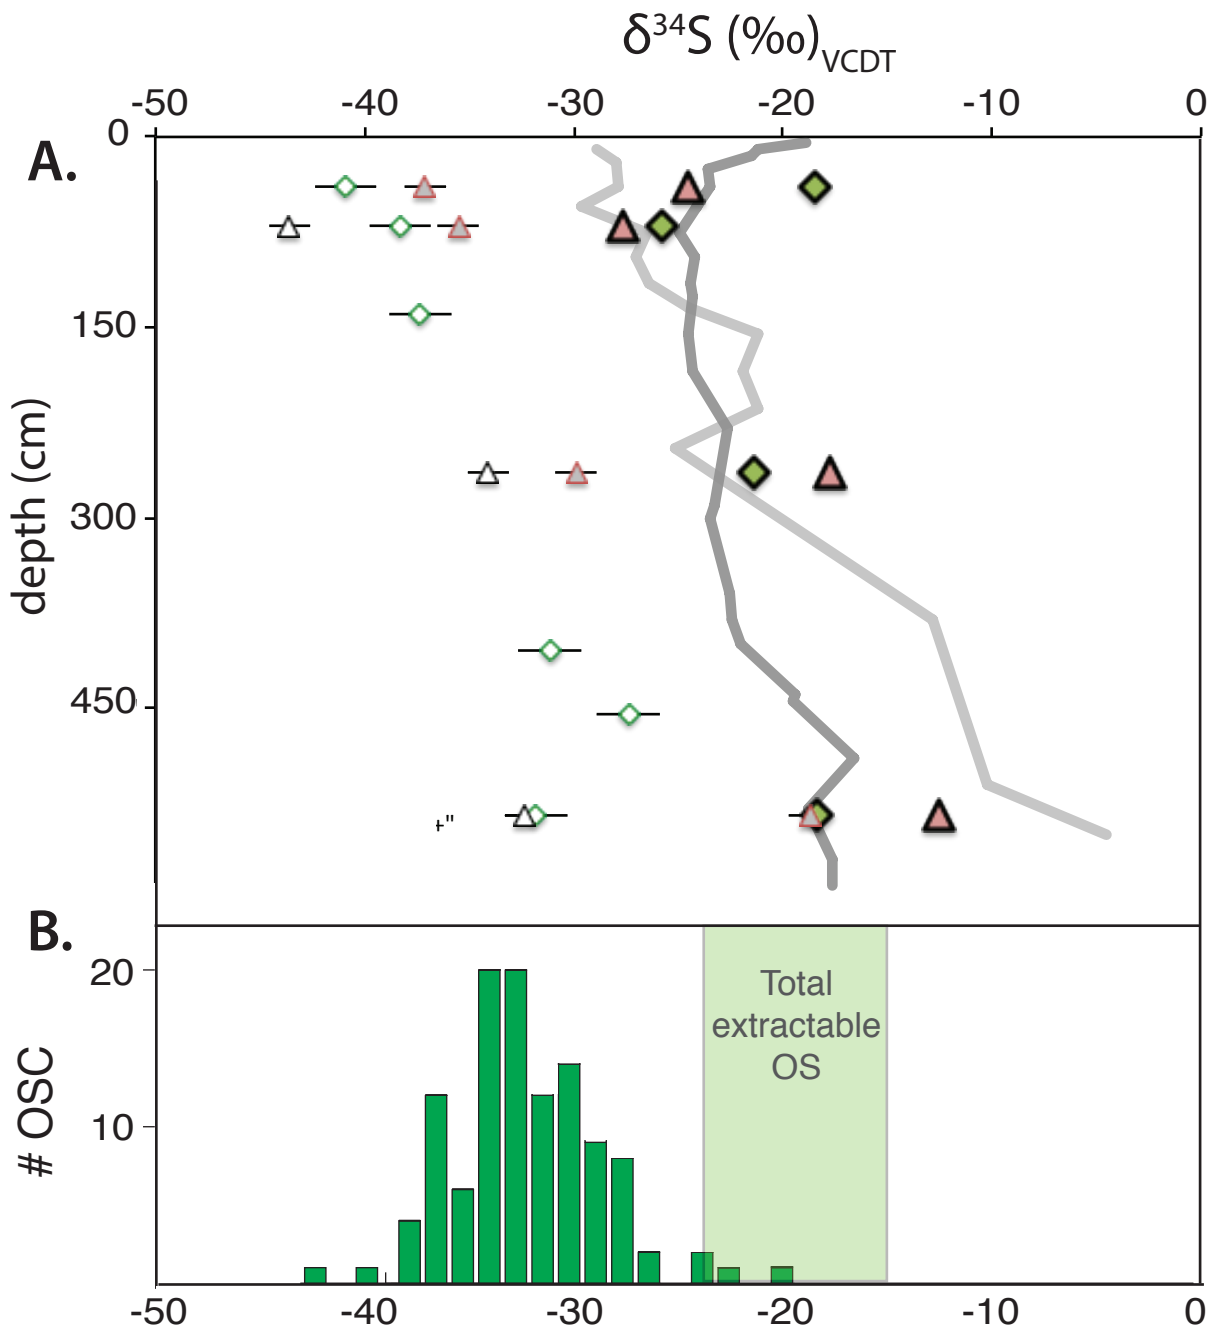 δ³⁴S (‰)VCDT
-50 -40 -30 -20 -10 0
A.
0
150
300
450
depth (cm)
+"
B.
20
10
# OSC
Total
extractable
OS
-50 -40 -30 -20 -10 0